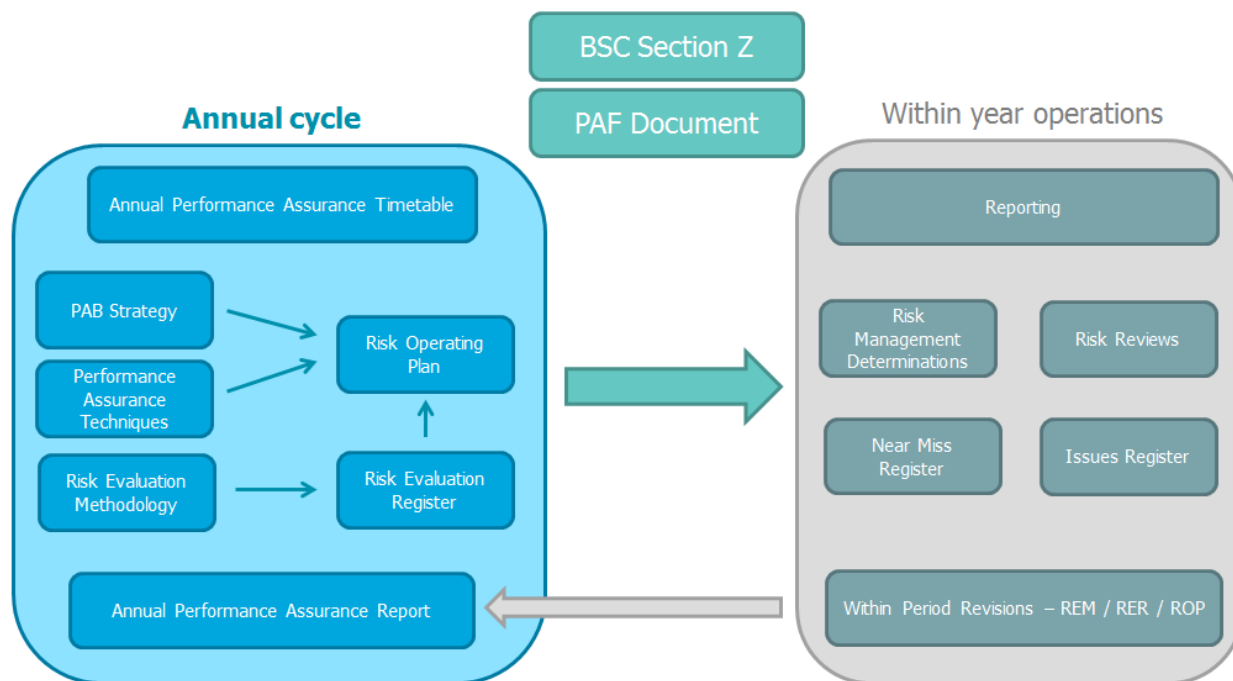 BSC Section Z
PAF Document
Annual cycle
Annual Performance Assurance Timetable
PAB Strategy
Performance
Assurance
Techniques
Risk Operating
Plan
Risk Evaluation
Methodology
Risk Evaluation
Register
Annual Performance Assurance Report
Within year operations
Reporting
Risk
Management
Determinations
Risk Reviews
Near Miss
Register
Issues Register
Within Period Revisions – REM / RER / ROP